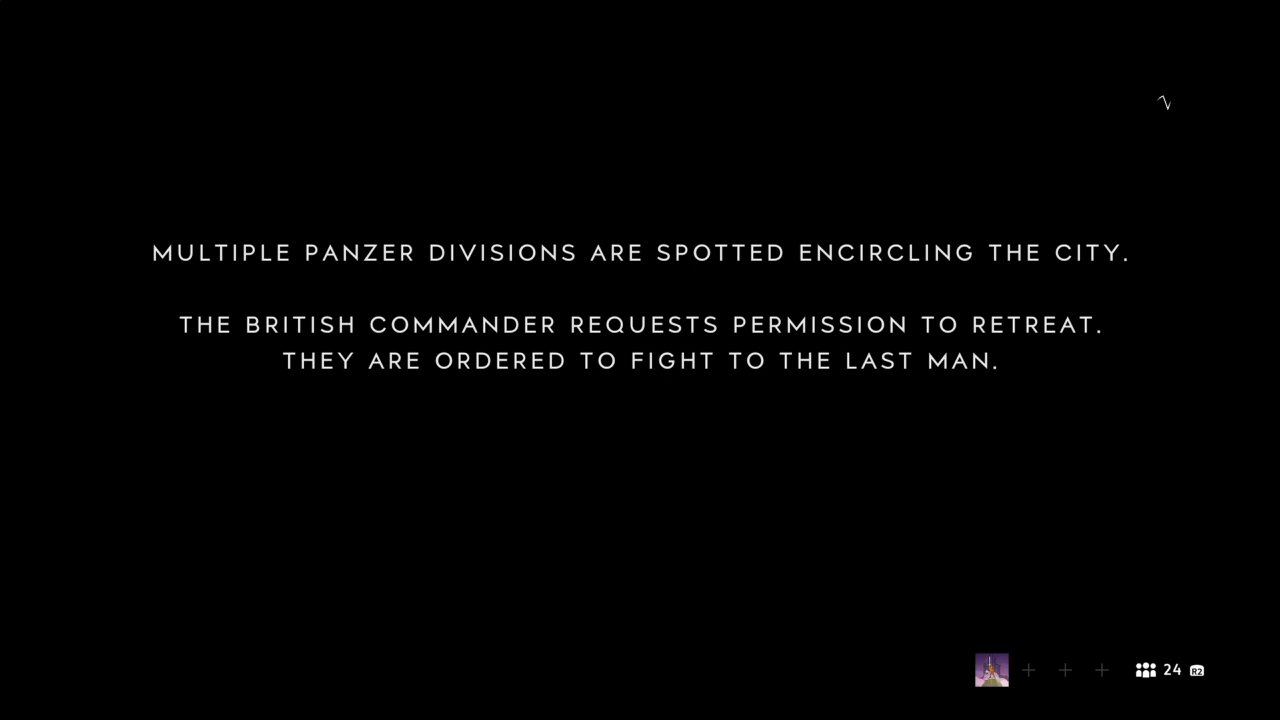 MULTIPLE PANZER DIVISIONS ARE SPOTTED ENCIRCLING THE CITY.
THE BRITISH COMMANDER REQUESTS PERMISSION TO RETREAT.
THEY ARE ORDERED TO FIGHT TO THE LAST MAN.
24 R2